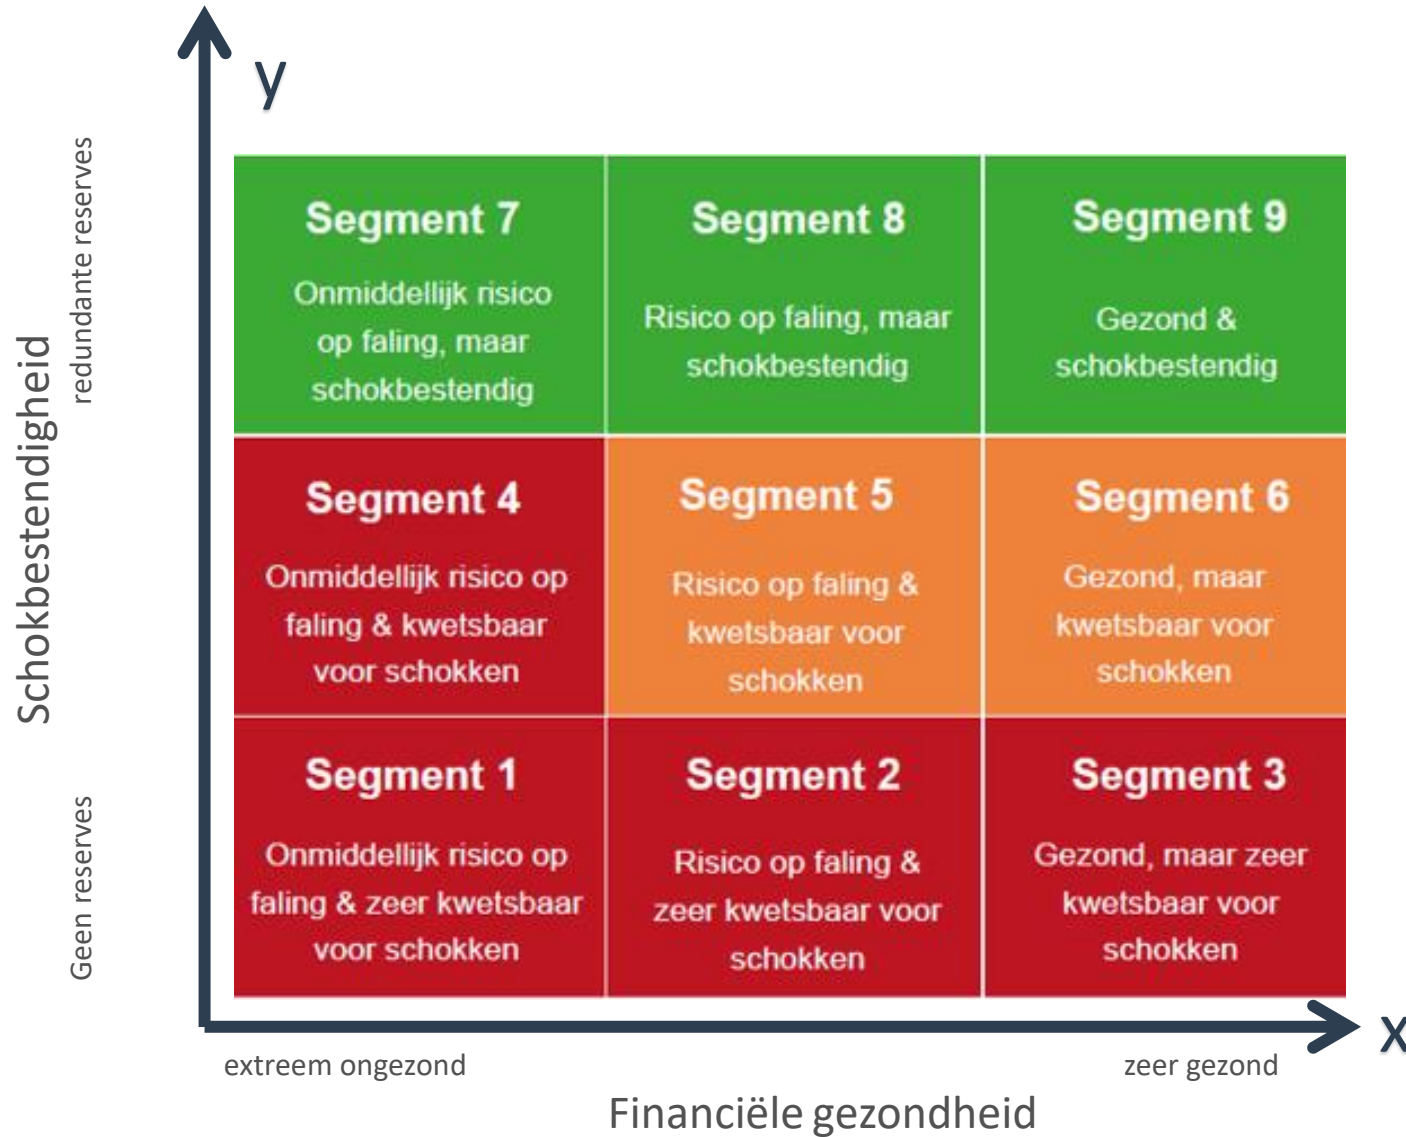 y
Schokbestendigheid
redundante reserves
Geen reserves
Segment 7
Onmiddellijk risico
op faling, maar
schokbestendig
Segment 8
Risico op faling, maar
schokbestendig
Segment 9
Gezond &
schokbestendig
Segment 4
Onmiddellijk risico op
faling & kwetsbaar
voor schokken
Segment 5
Risico op faling &
kwetsbaar voor
schokken
Segment 6
Gezond, maar
kwetsbaar voor
schokken
Segment 1
Onmiddellijk risico op
faling & zeer kwetsbaar
voor schokken
Segment 2
Risico op faling &
zeer kwetsbaar voor
schokken
Segment 3
Gezond, maar zeer
kwetsbaar voor
schokken
x
extreem ongezond
zeer gezond
Financiële gezondheid